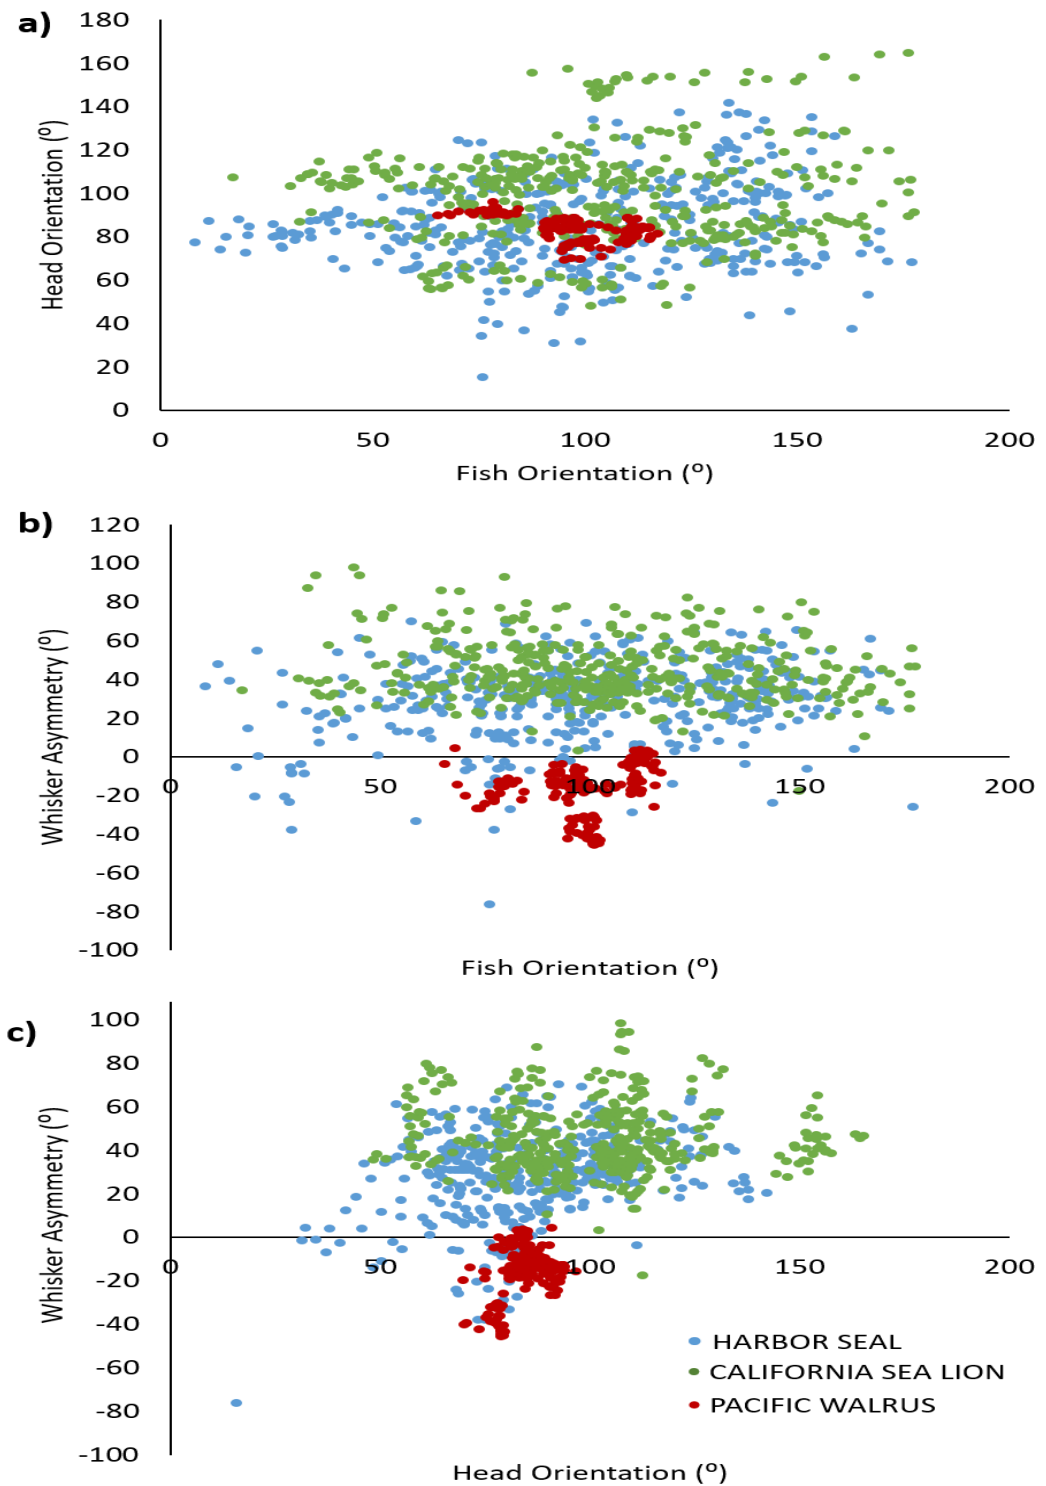 a)
180
160
140
120
100
80
60
40
20
0
Head Orientation (º)
0 50 100 150 200
Fish Orientation (º)
b)
120
100
80
60
40
20
0
-20
-40
-60
-80
-100
Whisker Asymmetry (º)
0 50 100 150 200
Fish Orientation (º)
c)
100
80
60
40
20
0
-20
-40
-60
-80
-100
Whisker Asymmetry (º)
0 50 100 150 200
HARBOR SEAL
CALIFORNIA SEA LION
PACIFIC WALRUS
Head Orientation (º)